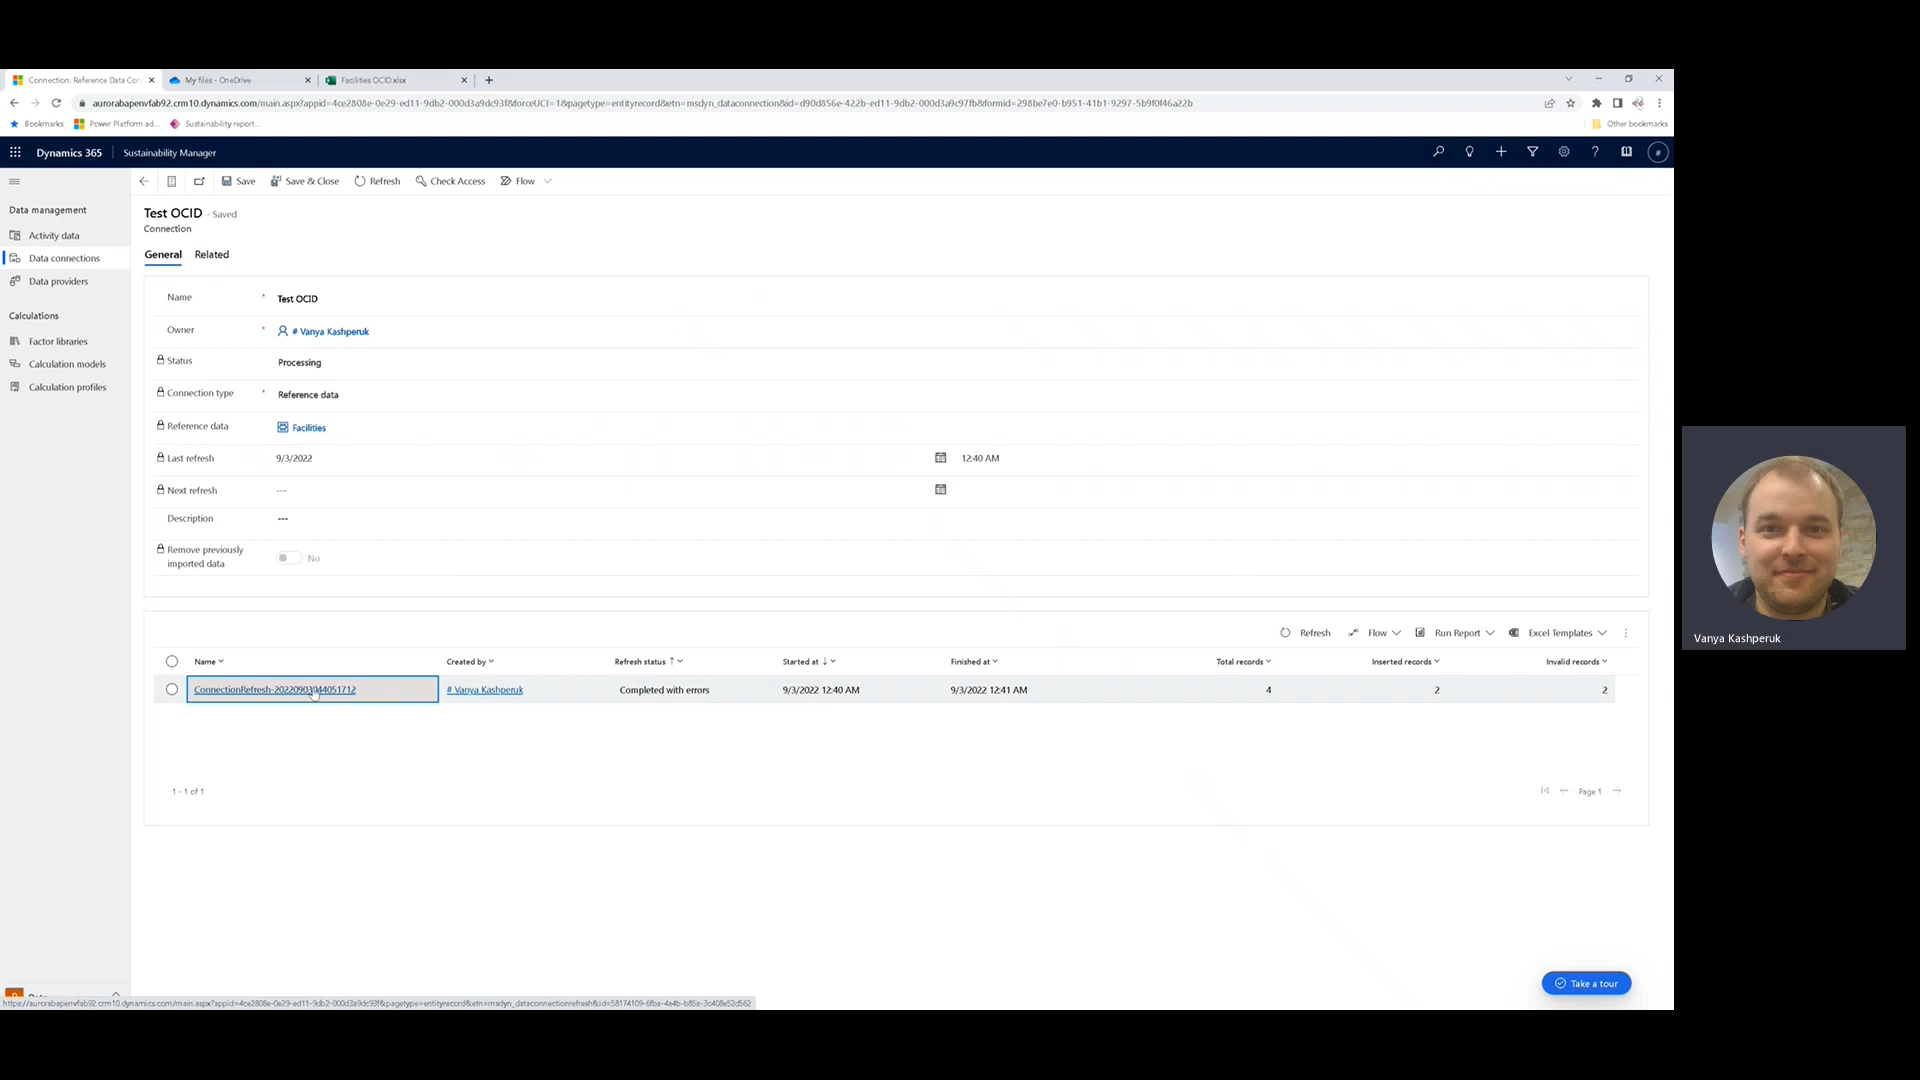 Connection: Reference Data Con
My files - OneDrive
Facilities OCID.xlsx
aurorabapenvfab92.crm10.dynamics.com/main.aspx?appid=4ce2808e-0e29-ed11-9db2-000d3a9dc93f&forceUCI=1&pagetype=entityrecord&etn=msdyn_dataconnection&id=d90d856e-422b-ed11-9db2-000d3a9c97fb&formid=298be7e0-b951-41b1-9297-5b9f0f46a22b
Bookmarks
Power Platform ad...
Sustainability report...
Other bookmarks
Dynamics 365
Sustainability Manager
#
Save
Save & Close
Refresh
Check Access
Flow
Data management
Activity data
Data connections
Data providers
Calculations
Factor libraries
Calculation models
Calculation profiles
Test OCID - Saved
Connection
General
Related
Name * Test OCID
Owner * # Vanya Kashperuk
Status Processing
Connection type * Reference data
Reference data Facilities
Last refresh 9/3/2022 12:40 AM
Next refresh ---
Description ---
Remove previously imported data No
Refresh
Flow
Run Report
Excel Templates
Name
Created by
Refresh status
Started at
Finished at
Total records
Inserted records
Invalid records
# Vanya Kashperuk
Completed with errors
9/3/2022 12:40 AM
9/3/2022 12:41 AM
4
2
2
1 - 1 of 1
Page 1
Take a tour
https://aurorabapenvfab92.crm10.dynamics.com/main.aspx?appid=4ce2808e-0e29-ed11-9db2-000d3a9dc93f&pagetype=entityrecord&etn=msdyn_dataconnectionrefresh&id=58174109-6fba-4a4b-b85a-3c408e52d562
Vanya Kashperuk